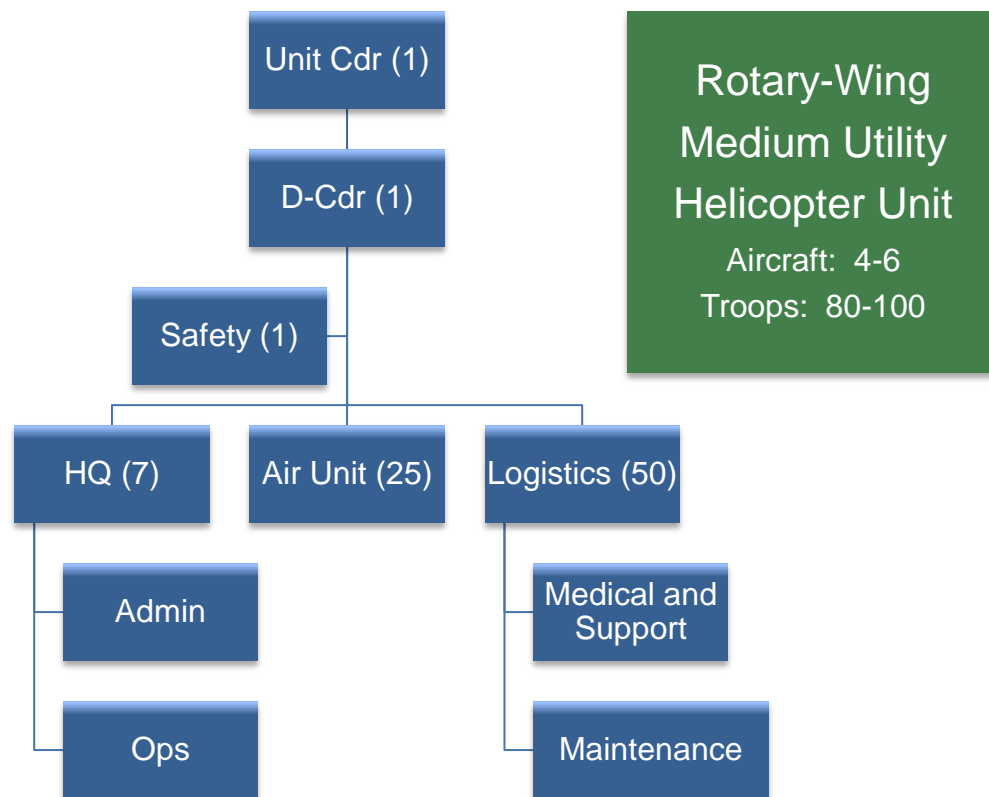 Unit Cdr (1)
D-Cdr (1)
Safety (1)
HQ (7)
Air Unit (25)
Logistics (50)
Admin
Medical and
Support
Ops
Maintenance
Rotary-Wing
Medium Utility
Helicopter Unit
Aircraft: 4-6
Troops: 80-100